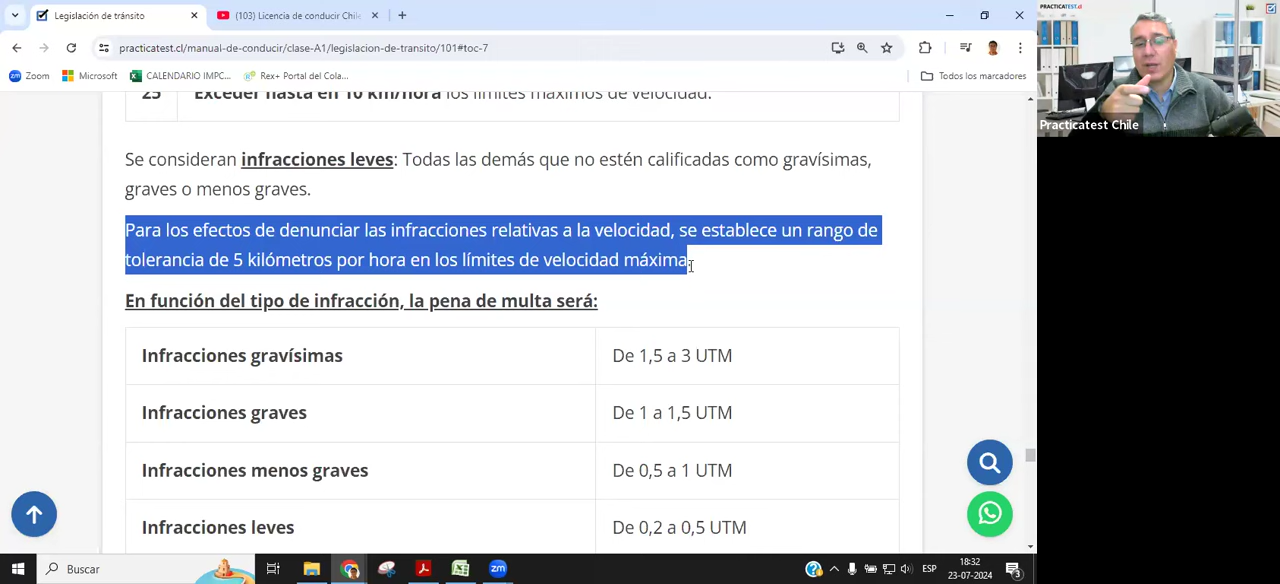 Legislación de tránsito
(103) Licencia de conducir
practicatest.cl/manual-de-conducir/clase-A1/legislacion-de-transito/101#toc-7
Zoom
Microsoft
CALENDARIO IMPC...
Rex+ Portal del Cola...
Todos los marcadores
25
Km/hora los límites máximos de velocidad.
Se consideran infracciones leves: Todas las demás que no estén calificadas como gravísimas,
graves o menos graves.
Para los efectos de denunciar las infracciones relativas a la velocidad, se establece un rango de
tolerancia de 5 kilómetros por hora en los límites de velocidad máxima.
En función del tipo de infracción, la pena de multa será:
Infracciones gravísimas
De 1,5 a 3 UTM
Infracciones graves
De 1 a 1,5 UTM
Infracciones menos graves
De 0,5 a 1 UTM
Infracciones leves
De 0,2 a 0,5 UTM
PRACTICATEST.CL
Practicatest Chile
Buscar
ESP
18:32
23-07-2024
3